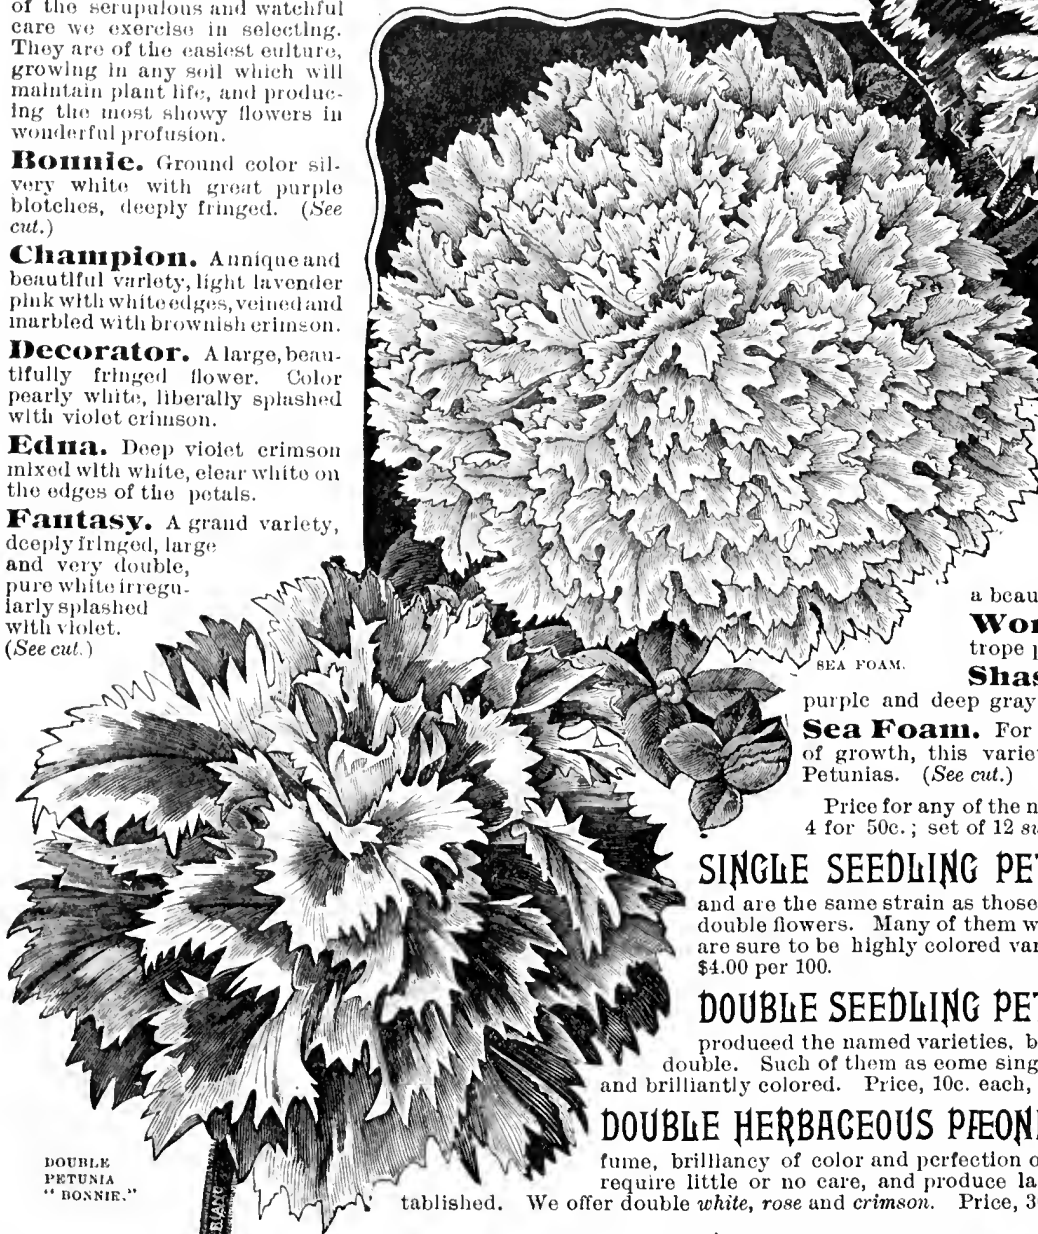 of the scrupulous and watchful
care we exercise in selecting.
They are of the easiest culture,
growing in any soil which will
maintain plant life, and produc-
ing the most showy flowers in
wonderful profusion.
Bonnie. Ground color sil-
very white with great purple
blotches, deeply fringed. (See
cut.)
Champion. A unique and
beautiful variety, light lavender
pink with white edges, veined and
marbled with brownish crimson.
Decorator. A large, beau-
tifully fringed flower. Color
pearly white, liberally splashed
with violet crimson.
Edna. Deep violet crimson
mixed with white, clear white on
the edges of the petals.
Fantasy. A grand variety,
deeply fringed, large
and very double,
pure white irregu-
larly splashed
with violet.
(See cut.)
DOUBLE
PETUNIA
"BONNIE."
BLANC
SEA FOAM.
a beau
Wor
trope p
Shas
purple and deep gray
Sea Foam. For
of growth, this varie
Petunias. (See cut.)
Price for any of the n
4 for 50c.; set of 12 su
SINGLE SEEDLING PET
and are the same strain as those
double flowers. Many of them w
are sure to be highly colored var
$4.00 per 100.
DOUBLE SEEDLING PET
produced the named varieties, b
double. Such of them as come sing
and brilliantly colored. Price, 10c. each,
DOUBLE HERBACEOUS PÆON
fume, brilliancy of color and perfection o
require little or no care, and produce la
tablished. We offer double white, rose and crimson. Price, 3